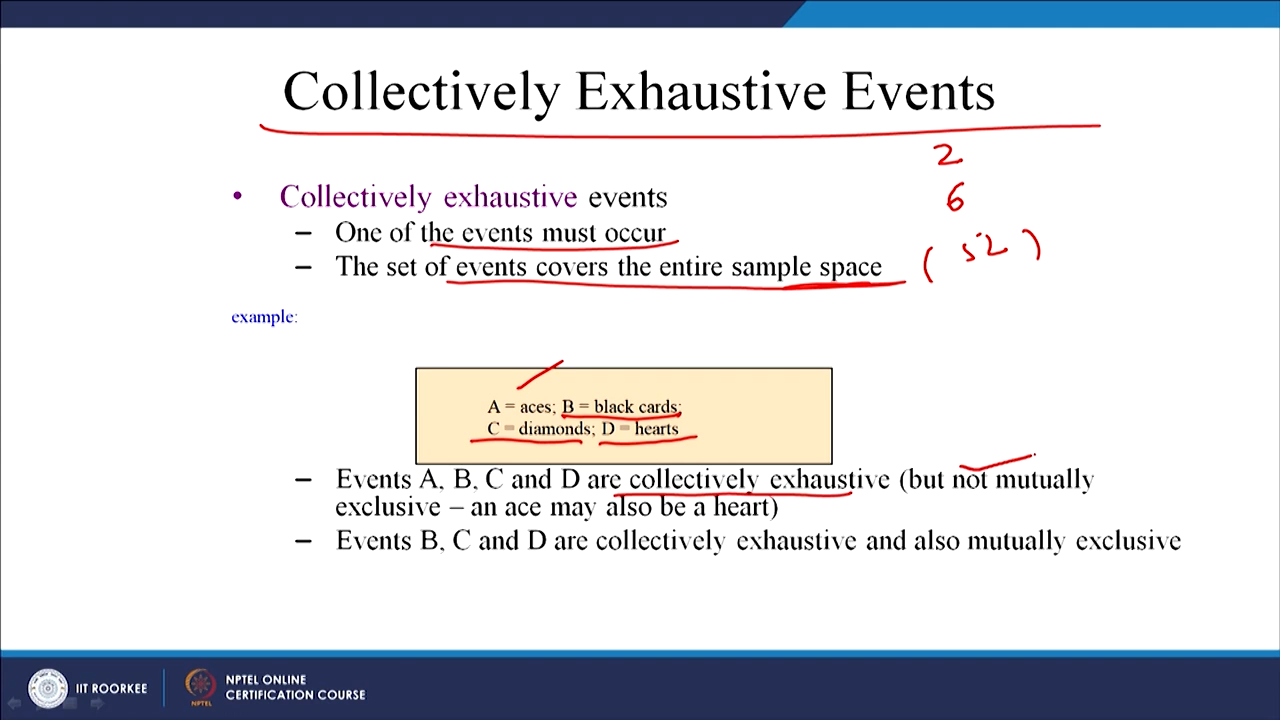 Collectively Exhaustive Events
2
6
( 52 )
• Collectively exhaustive events
– One of the events must occur
– The set of events covers the entire sample space
example:
A = aces; B = black cards;
C = diamonds; D = hearts
– Events A, B, C and D are collectively exhaustive (but not mutually
exclusive – an ace may also be a heart)
– Events B, C and D are collectively exhaustive and also mutually exclusive
IIT ROORKEE
NPTEL ONLINE
CERTIFICATION COURSE
NPTEL